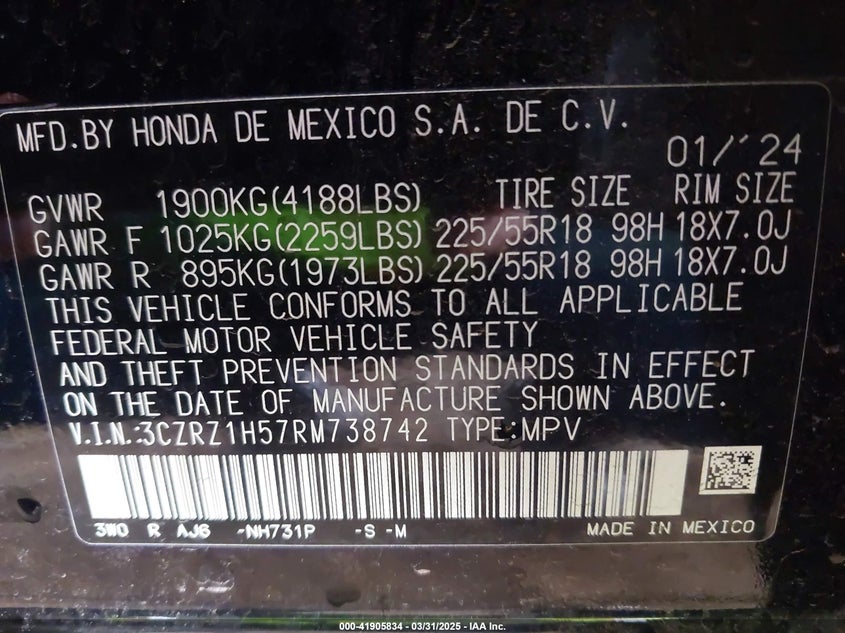 MFD.BY HONDA DE MEXICO S.A. DE C.V.
01/'24
GVWR 1900KG(4188LBS) TIRE SIZE RIM SIZE
GAWR F 1025KG(2259LBS) 225/55R18 98H 18X7.0J
GAWR R 895KG(1973LBS) 225/55R18 98H 18X7.0J
THIS VEHICLE CONFORMS TO ALL APPLICABLE
FEDERAL MOTOR VEHICLE SAFETY
AND THEFT PREVENTION STANDARDS IN EFFECT
ON THE DATE OF MANUFACTURE SHOWN ABOVE.
V.I.N.:3CZRZ1H57RM738742 TYPE:MPV
3W0 R AJ6 -NH731P -S -M MADE IN MEXICO
000-41905834 - 03/31/2025 - IAA Inc.